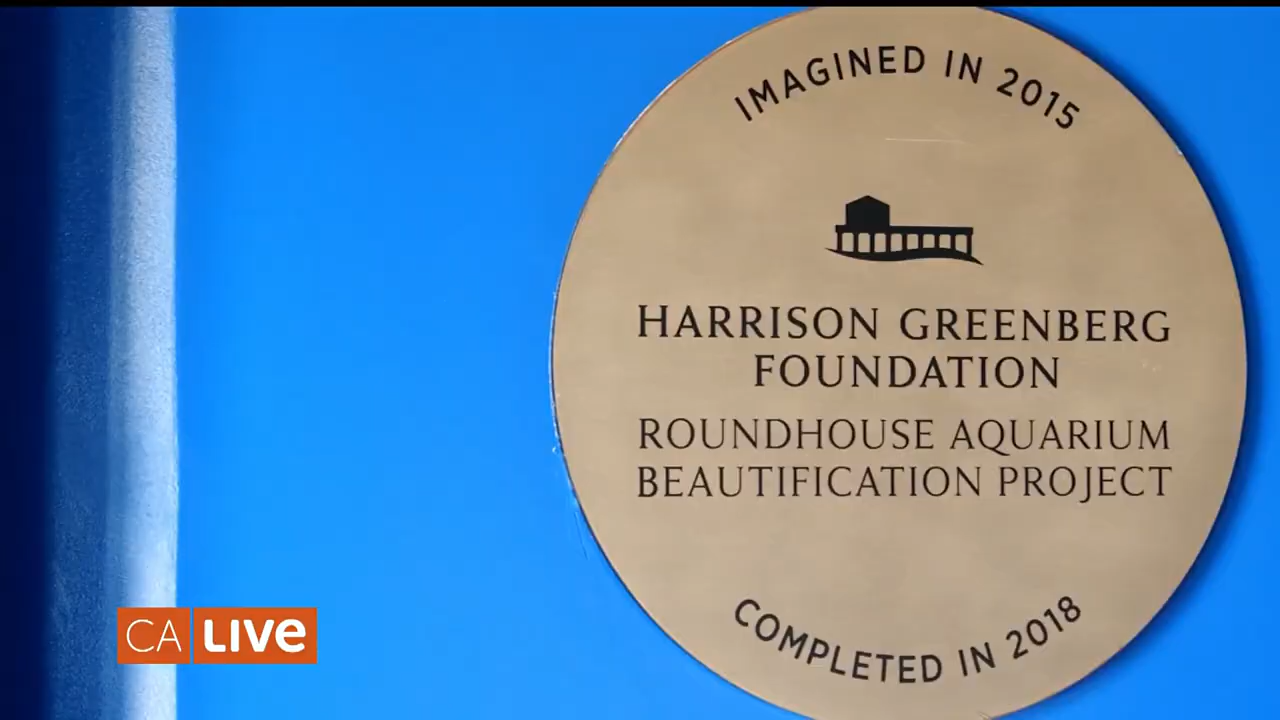 IMAGINED IN 2015
HARRISON GREENBERG
FOUNDATION
ROUNDHOUSE AQUARIUM
BEAUTIFICATION PROJECT
COMPLETED IN 2018
CA LIVE